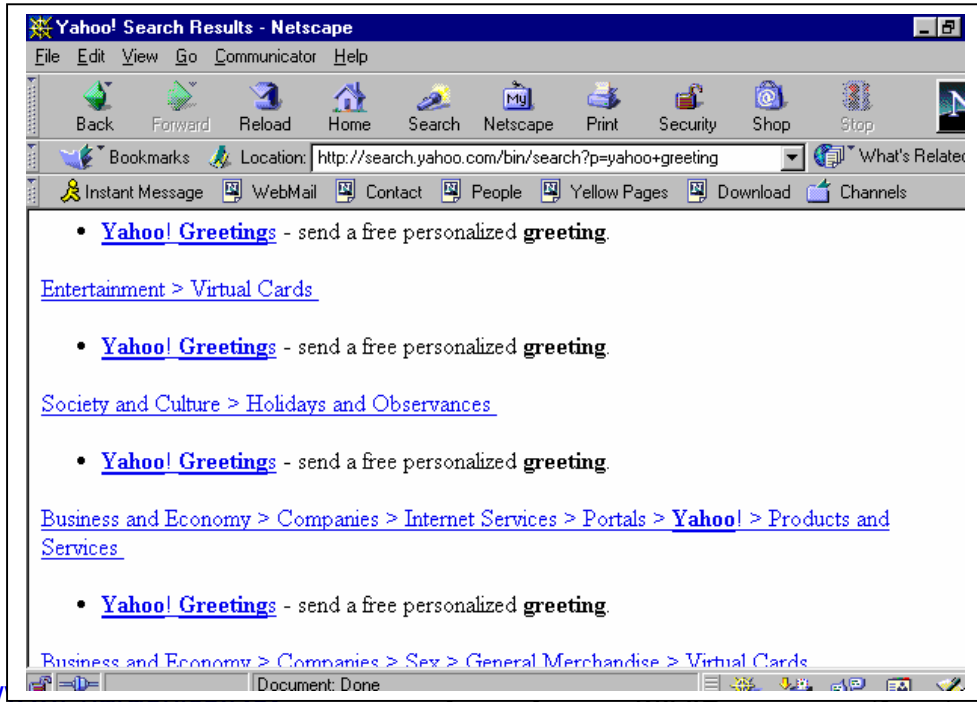 Yahoo! Search Results - Netscape
File Edit View Go Communicator Help
Back Forward Reload Home Search Netscape Print Security Shop Stop
My
N
Bookmarks Location: http://search.yahoo.com/bin/search?p=yahoo+greeting What's Related
Instant Message WebMail Contact People Yellow Pages Download Channels
• Yahoo! Greetings - send a free personalized greeting.
Entertainment > Virtual Cards
• Yahoo! Greetings - send a free personalized greeting.
Society and Culture > Holidays and Observances
• Yahoo! Greetings - send a free personalized greeting.
Business and Economy > Companies > Internet Services > Portals > Yahoo! > Products and
Services
• Yahoo! Greetings - send a free personalized greeting.
Business and Economy > Companies > Sex > General Merchandise > Virtual Cards
Document: Done